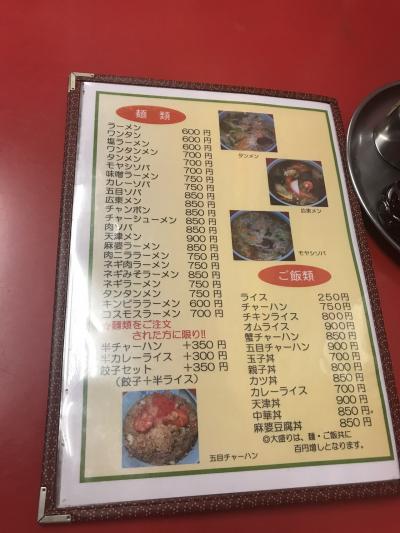 麺類
ラーメン 600円
ワンタン 600円
塩ラーメン 600円
ワンタンメン 700円
タンメン 700円
モヤシソバ 700円
味噌ラーメン 750円
カレーソバ 750円
五目ソバ 850円
広東メン 850円
チャンポン 850円
チャーシューメン 850円
肉ソバ 850円
天津メン 900円
麻婆ラーメン 850円
肉ニララーメン 750円
ネギ肉ラーメン 750円
ネギみそラーメン 850円
ネギラーメン 750円
タンタンメン 750円
キンピララーメン 600円
コスモスラーメン 700円
☆麺類をご注文
された方に限り!!
半チャーハン +350円
半カレーライス +300円
餃子セット +350円
(餃子+半ライス)
タンメン
広東メン
モヤシソバ
ご飯類
ライス 250円
チャーハン 750円
チキンライス 800円
オムライス 900円
蟹チャーハン 850円
五目チャーハン 900円
玉子丼 700円
親子丼 800円
カツ丼 850円
カレーライス 700円
天津丼 900円
中華丼 850円
麻婆豆腐丼 850円
◎大盛りは、麺・ご飯共に
百円増しとなります。
五目チャーハン